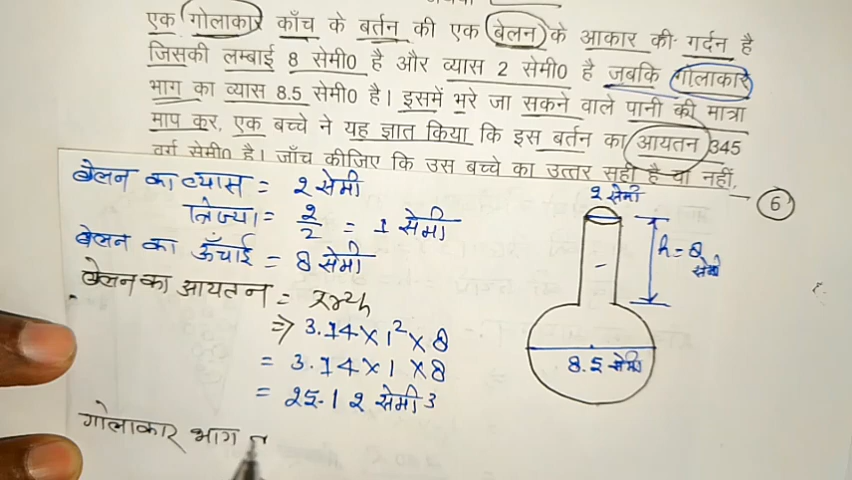 एक गोलाकार काँच के बर्तन की एक बेलन के आकार की गर्दन है
जिसकी लम्बाई 8 सेमी0 है और व्यास 2 सेमी0 है जबकि गोलाकार
भाग का व्यास 8.5 सेमी0 है। इसमें भरे जा सकने वाले पानी की मात्रा
माप कर, एक बच्चे ने यह ज्ञात किया कि इस बर्तन का आयतन 345
वर्ग सेमी0 है। जाँच कीजिए कि उस बच्चे का उत्तर सही है या नहीं,
6
बेलन का व्यास = 2 सेमी
त्रिज्या = 2/2 = 1 सेमी
बेलन का ऊँचाई = 8 सेमी
बेलन का आयतन = πr²h
⇒ 3.14 × 1² × 8
= 3.14 × 1 × 8
= 25.12 सेमी³
गोलाकार भाग
2 सेमी
h = 8
सेमी
8.5 सेमी